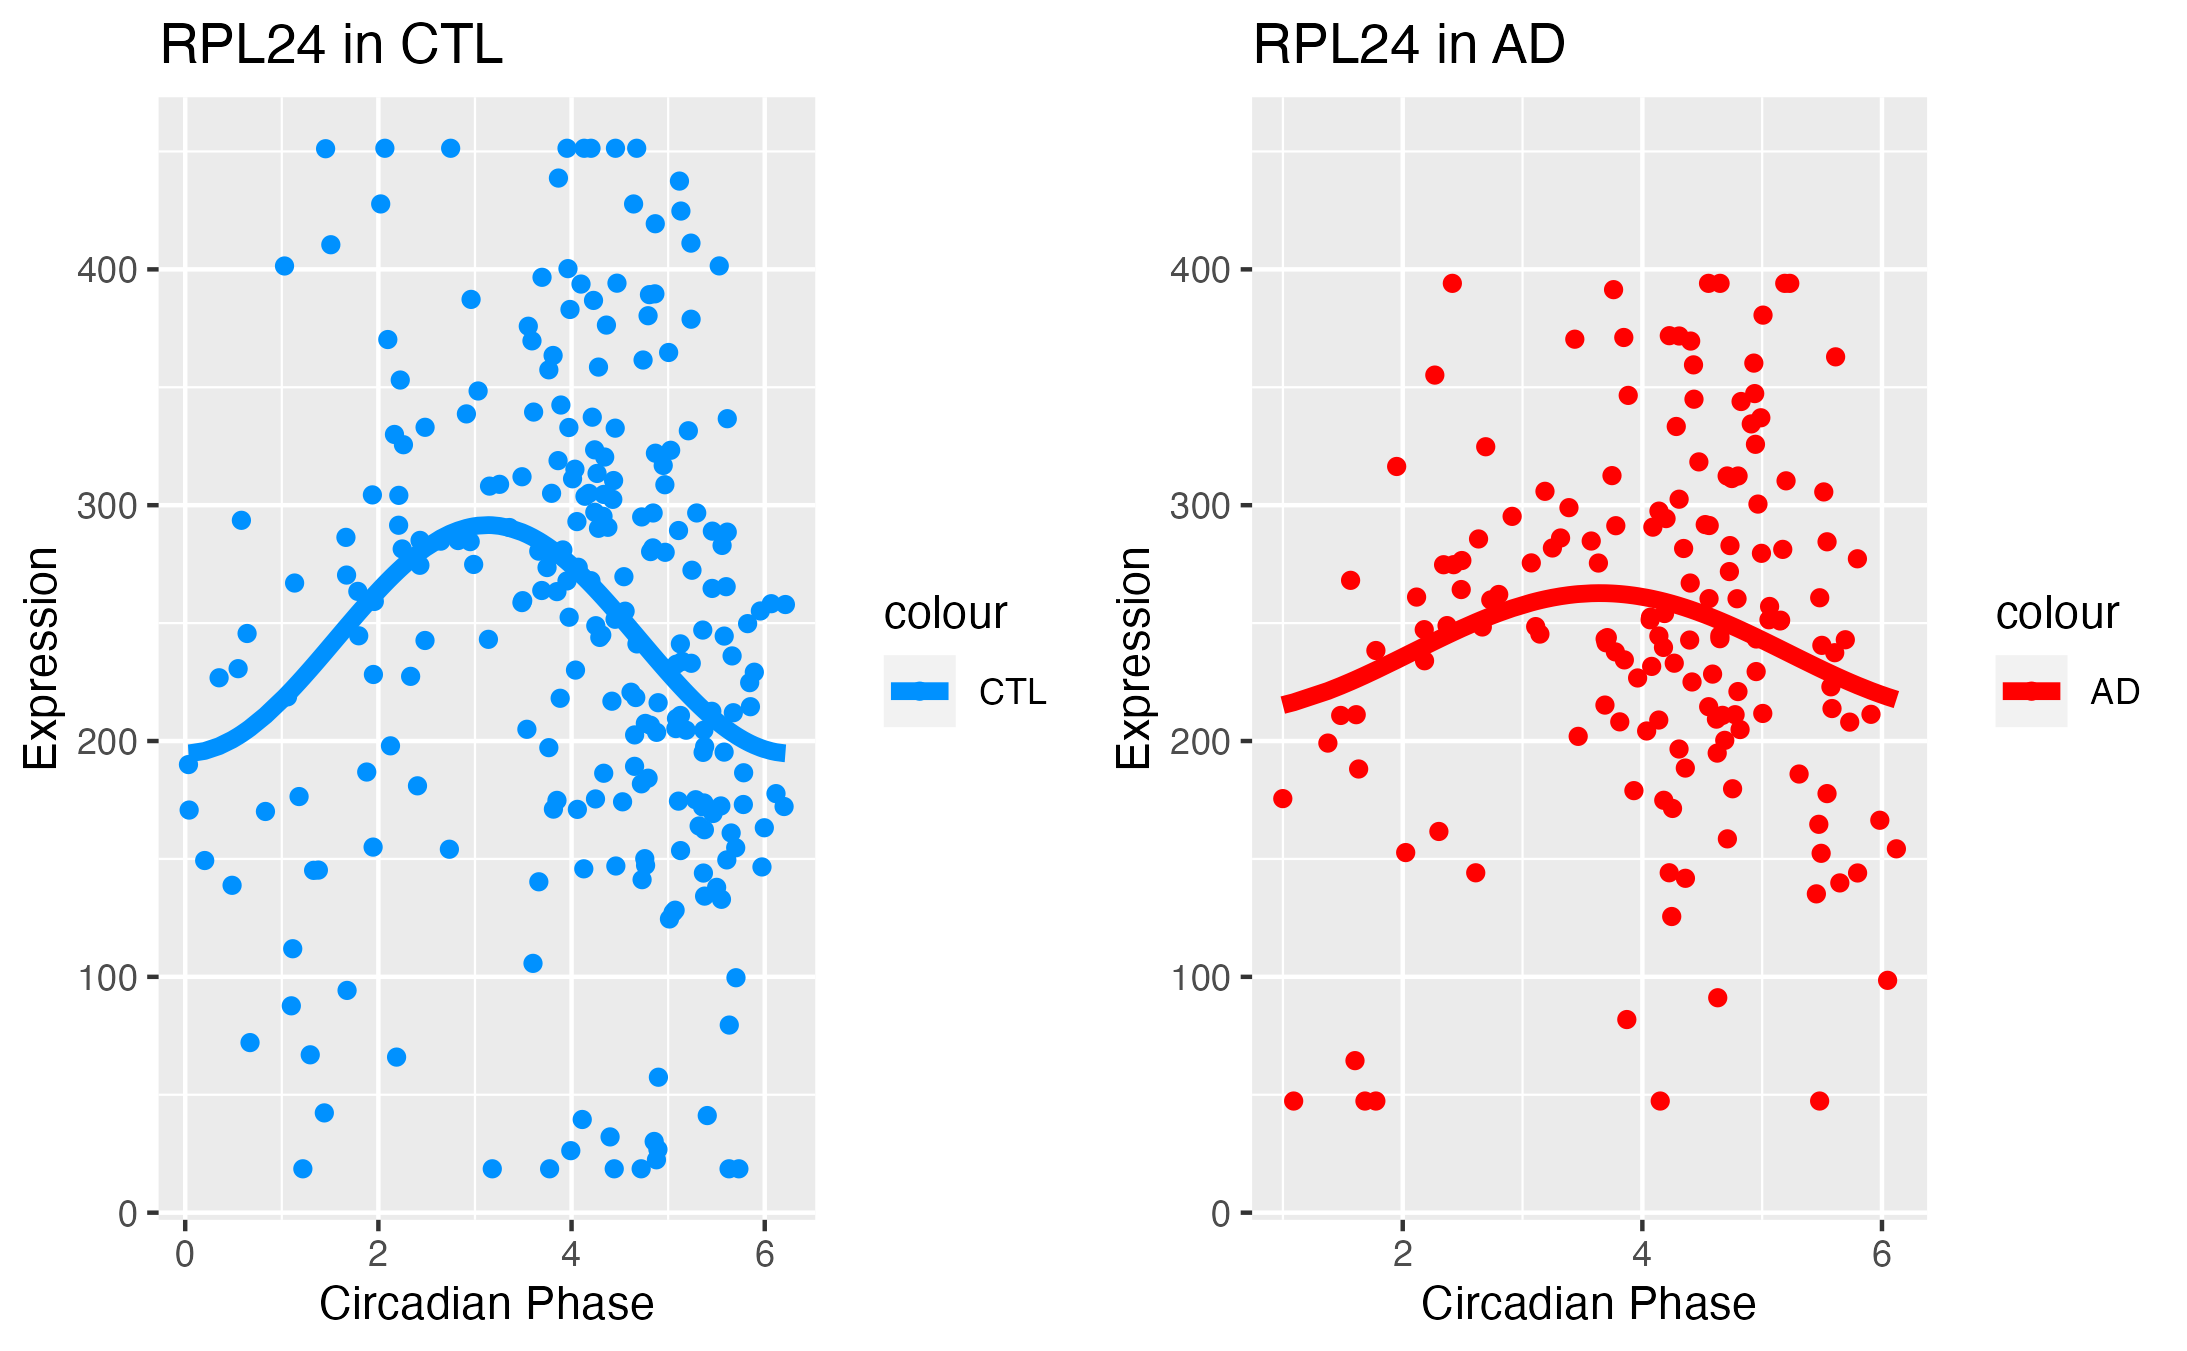 RPL24 in CTL
Expression
400
300
200
100
0
0 2 4 6
Circadian Phase
colour
CTL
RPL24 in AD
Expression
400
300
200
100
0
2 4 6
Circadian Phase
colour
AD